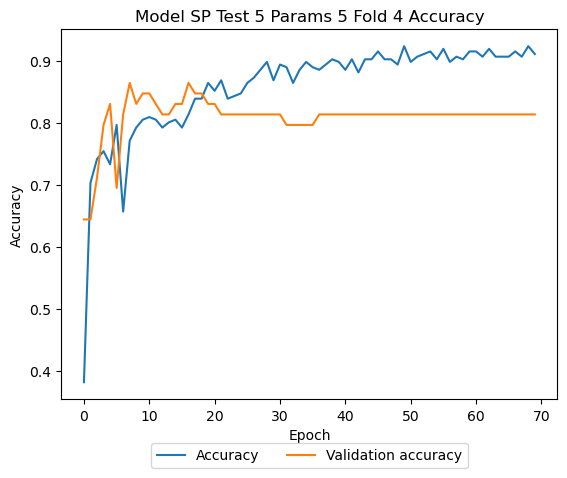 Model SP Test 5 Params 5 Fold 4 Accuracy
0.9
0.8
0.7
0.6
0.5
0.4
Accuracy
0 10 20 30 40 50 60 70
Epoch
Accuracy Validation accuracy